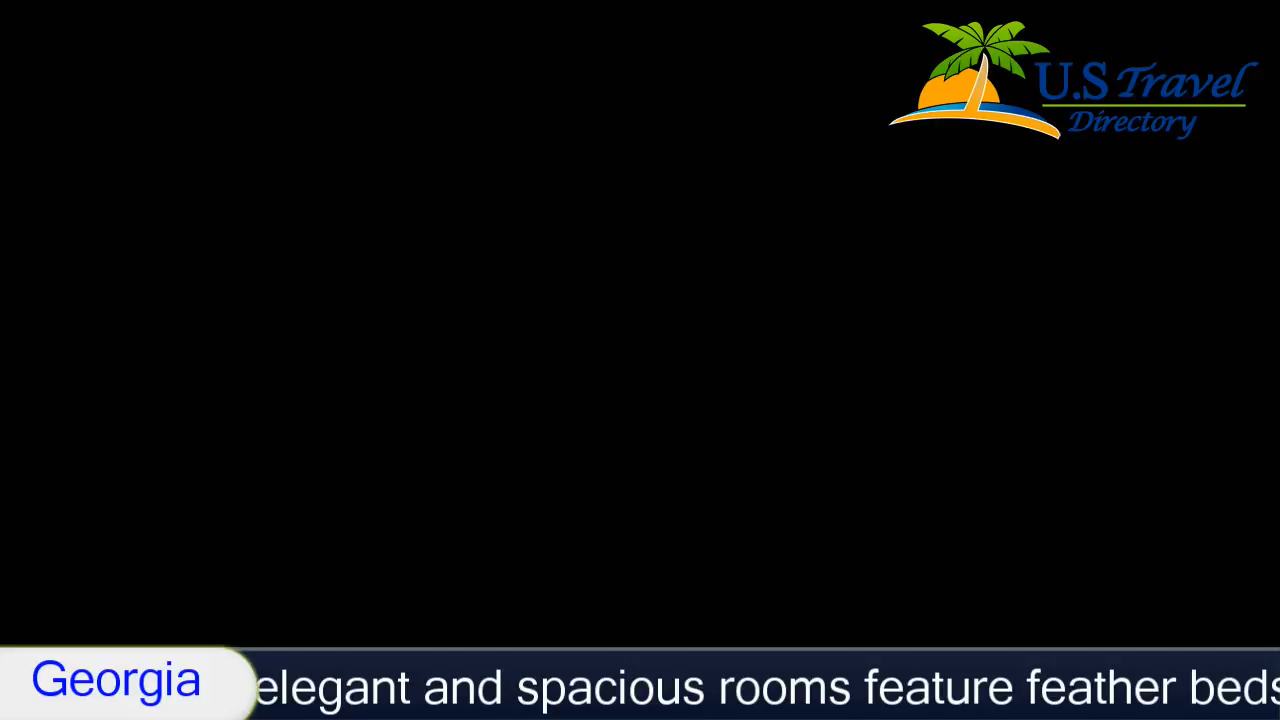 U.S Travel
Directory
Georgia
elegant and spacious rooms feature feather beds